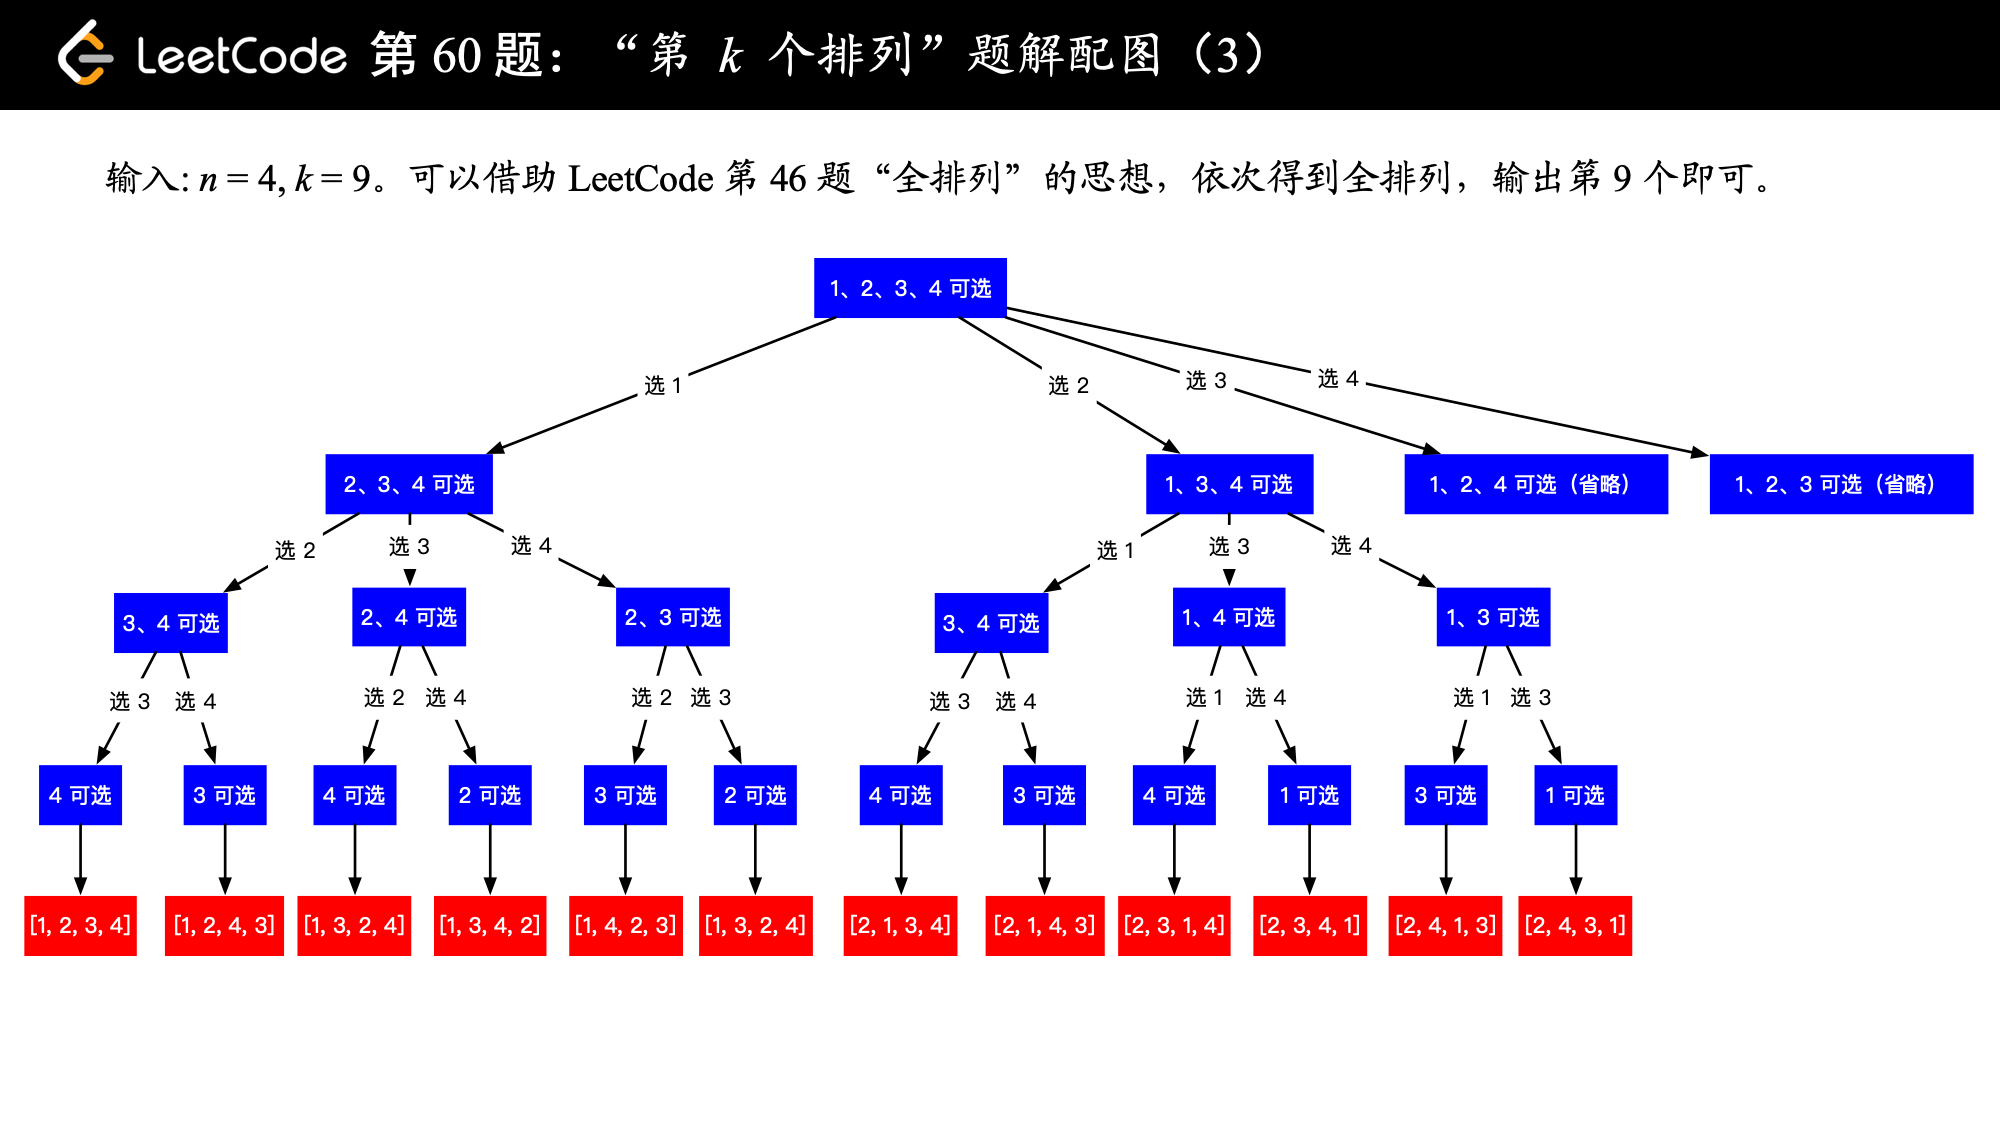 LeetCode 第 60 题：“第 k 个排列”题解配图（3）
输入: n = 4, k = 9。可以借助 LeetCode 第 46 题“全排列”的思想，依次得到全排列，输出第 9 个即可。
1、2、3、4 可选
选 1
选 2
选 3
选 4
2、3、4 可选
1、3、4 可选
1、2、4 可选（省略）
1、2、3 可选（省略）
选 2
选 3
选 4
选 1
选 3
选 4
3、4 可选
2、4 可选
2、3 可选
3、4 可选
1、4 可选
1、3 可选
选 3
选 4
选 2
选 4
选 2
选 3
选 3
选 4
选 1
选 4
选 1
选 3
4 可选
3 可选
4 可选
2 可选
3 可选
2 可选
4 可选
3 可选
4 可选
1 可选
3 可选
1 可选
[1, 2, 3, 4]
[1, 2, 4, 3]
[1, 3, 2, 4]
[1, 3, 4, 2]
[1, 4, 2, 3]
[1, 3, 2, 4]
[2, 1, 3, 4]
[2, 1, 4, 3]
[2, 3, 1, 4]
[2, 3, 4, 1]
[2, 4, 1, 3]
[2, 4, 3, 1]